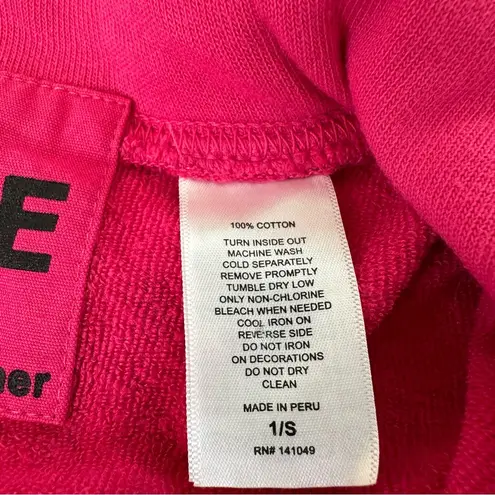 E
100% COTTON
TURN INSIDE OUT
MACHINE WASH
COLD SEPARATELY
REMOVE PROMPTLY
TUMBLE DRY LOW
ONLY NON-CHLORINE
BLEACH WHEN NEEDED
COOL IRON ON
REVERSE SIDE
DO NOT IRON
ON DECORATIONS
DO NOT DRY
CLEAN
MADE IN PERU
1/S
RN# 141049